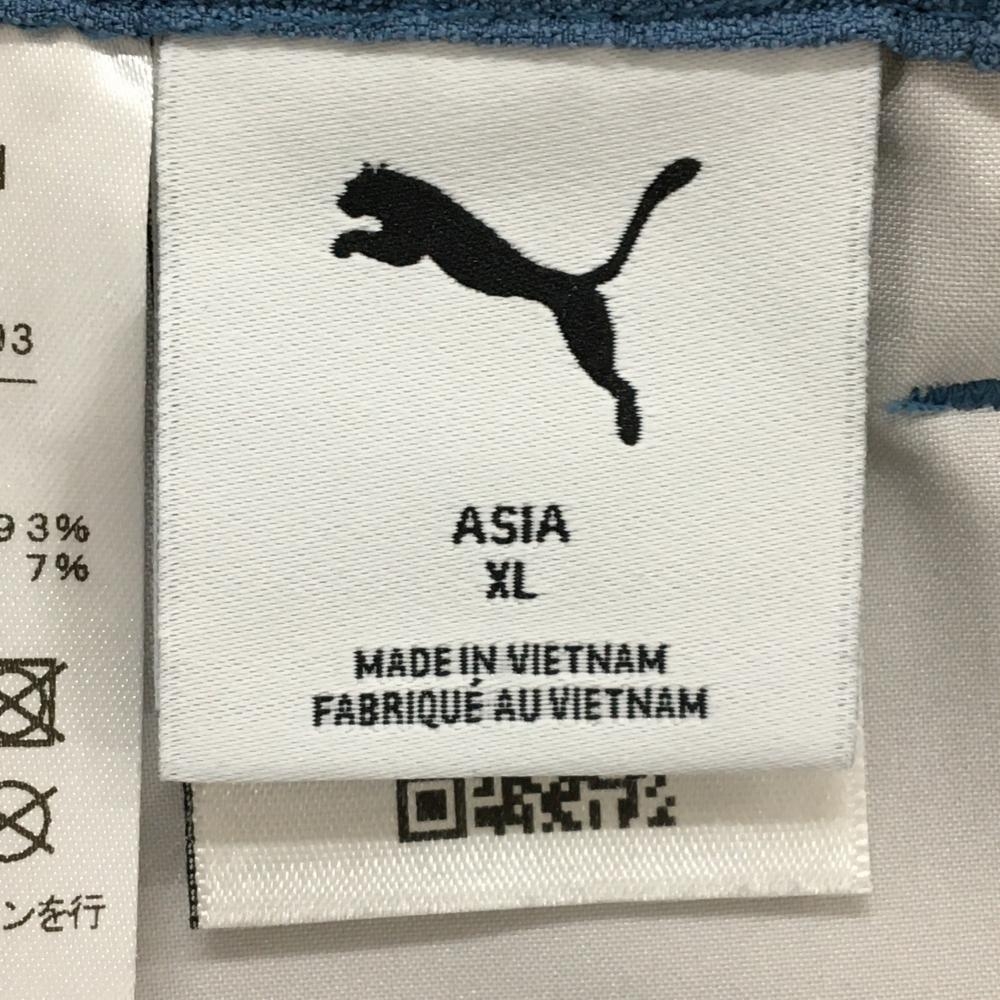 93%
7%
ンを行
ASIA
XL
MADE IN VIETNAM
FABRIQUÉ AU VIETNAM